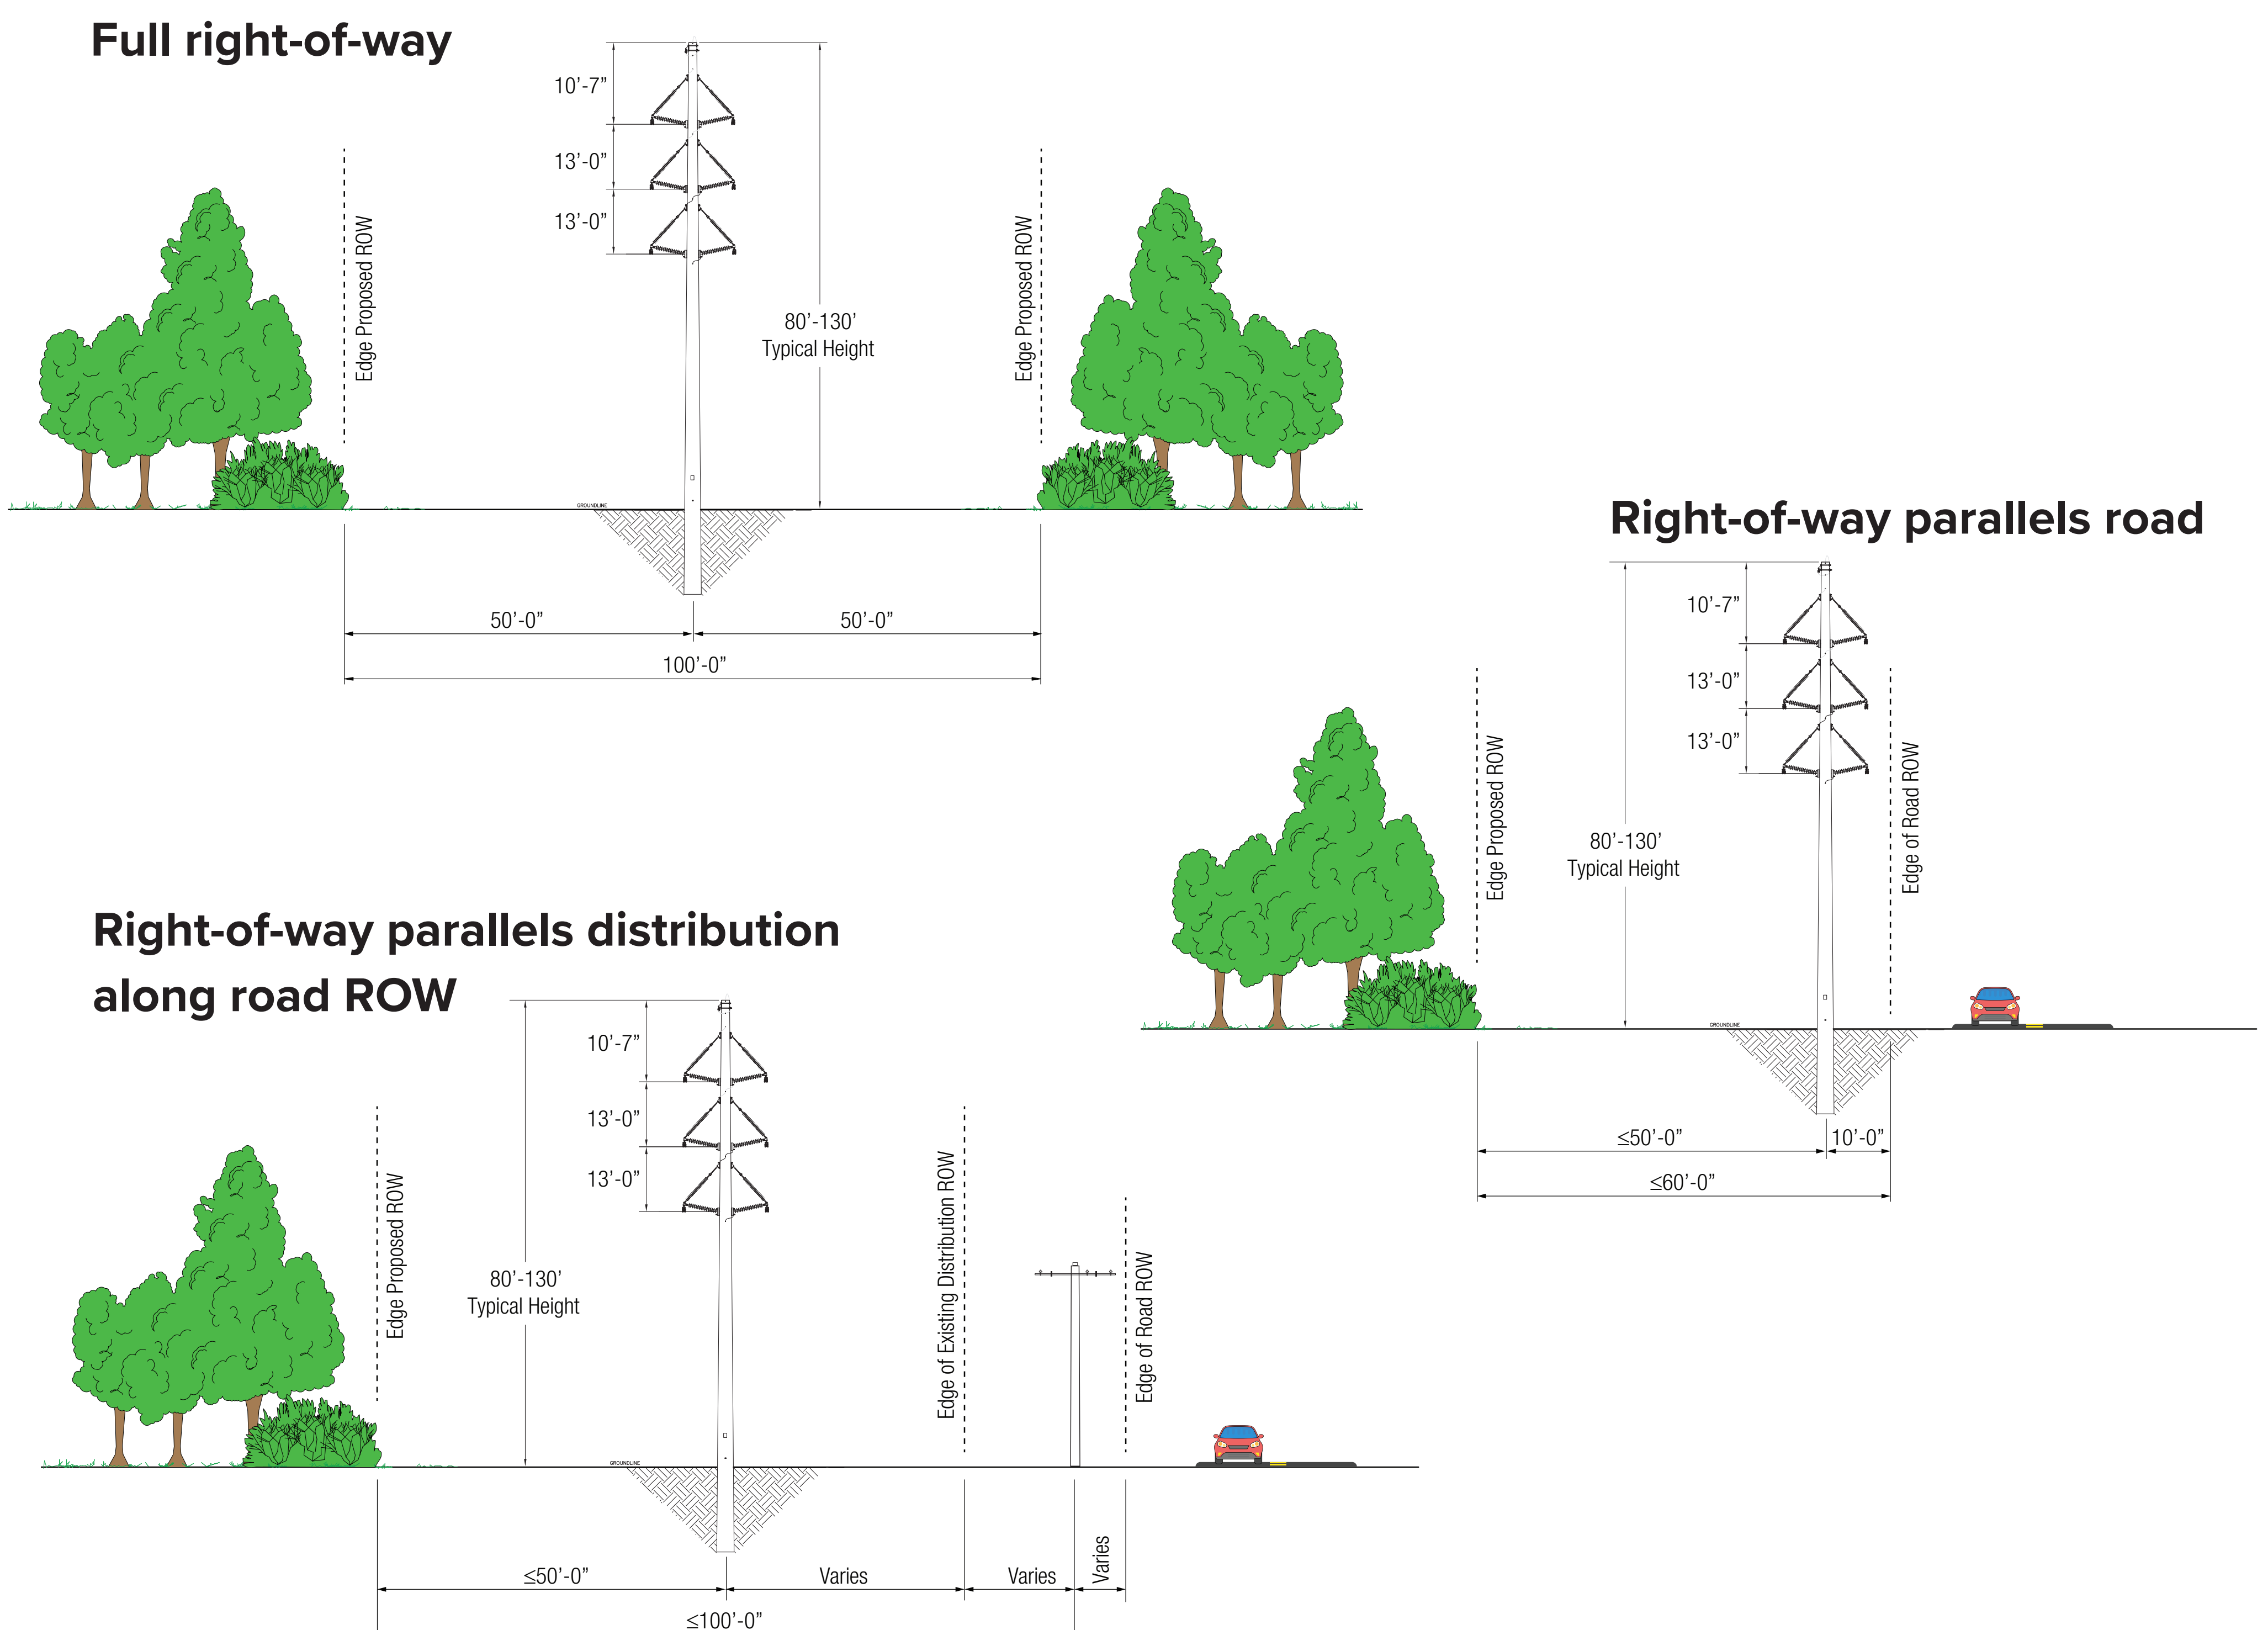 Full right-of-way
10’-7”
13’-0”
13’-0”
Edge Proposed ROW
Edge Proposed ROW
80’-130’
Typical Height
GROUNDLINE
50’-0”
50’-0”
100’-0”
Right-of-way parallels road
10’-7”
13’-0”
13’-0”
Edge Proposed ROW
Edge of Road ROW
80’-130’
Typical Height
GROUNDLINE
≤50’-0”
10’-0”
≤60’-0”
Right-of-way parallels distribution
along road ROW
10’-7”
13’-0”
13’-0”
Edge Proposed ROW
Edge of Existing Distribution ROW
Edge of Road ROW
80’-130’
Typical Height
GROUNDLINE
≤50’-0”
Varies
Varies
Varies
≤100’-0”